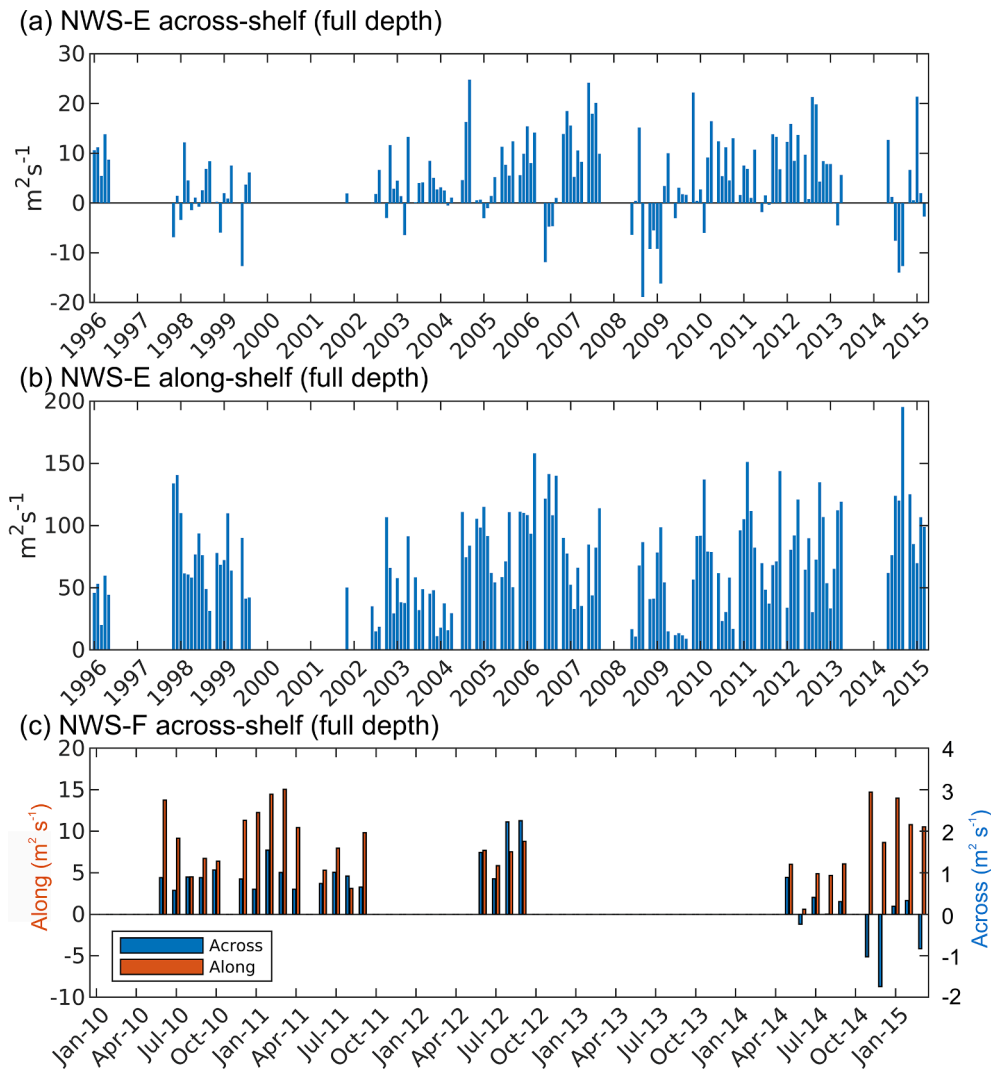 (a) NWS-E across-shelf (full depth)
30
20
10
0
-10
-20
m²s⁻¹
1996 1997 1998 1999 2000 2001 2002 2003 2004 2005 2006 2007 2008 2009 2010 2011 2012 2013 2014 2015
(b) NWS-E along-shelf (full depth)
200
150
100
50
0
m²s⁻¹
1996 1997 1998 1999 2000 2001 2002 2003 2004 2005 2006 2007 2008 2009 2010 2011 2012 2013 2014 2015
(c) NWS-F across-shelf (full depth)
20 4
15 3
10 2
5 1
0 0
-5 -1
-10 -2
Along (m² s⁻¹)
Across (m² s⁻¹)
Across
Along
Jan-10 Apr-10 Jul-10 Oct-10 Jan-11 Apr-11 Jul-11 Oct-11 Jan-12 Apr-12 Jul-12 Oct-12 Jan-13 Apr-13 Jul-13 Oct-13 Jan-14 Apr-14 Jul-14 Oct-14 Jan-15